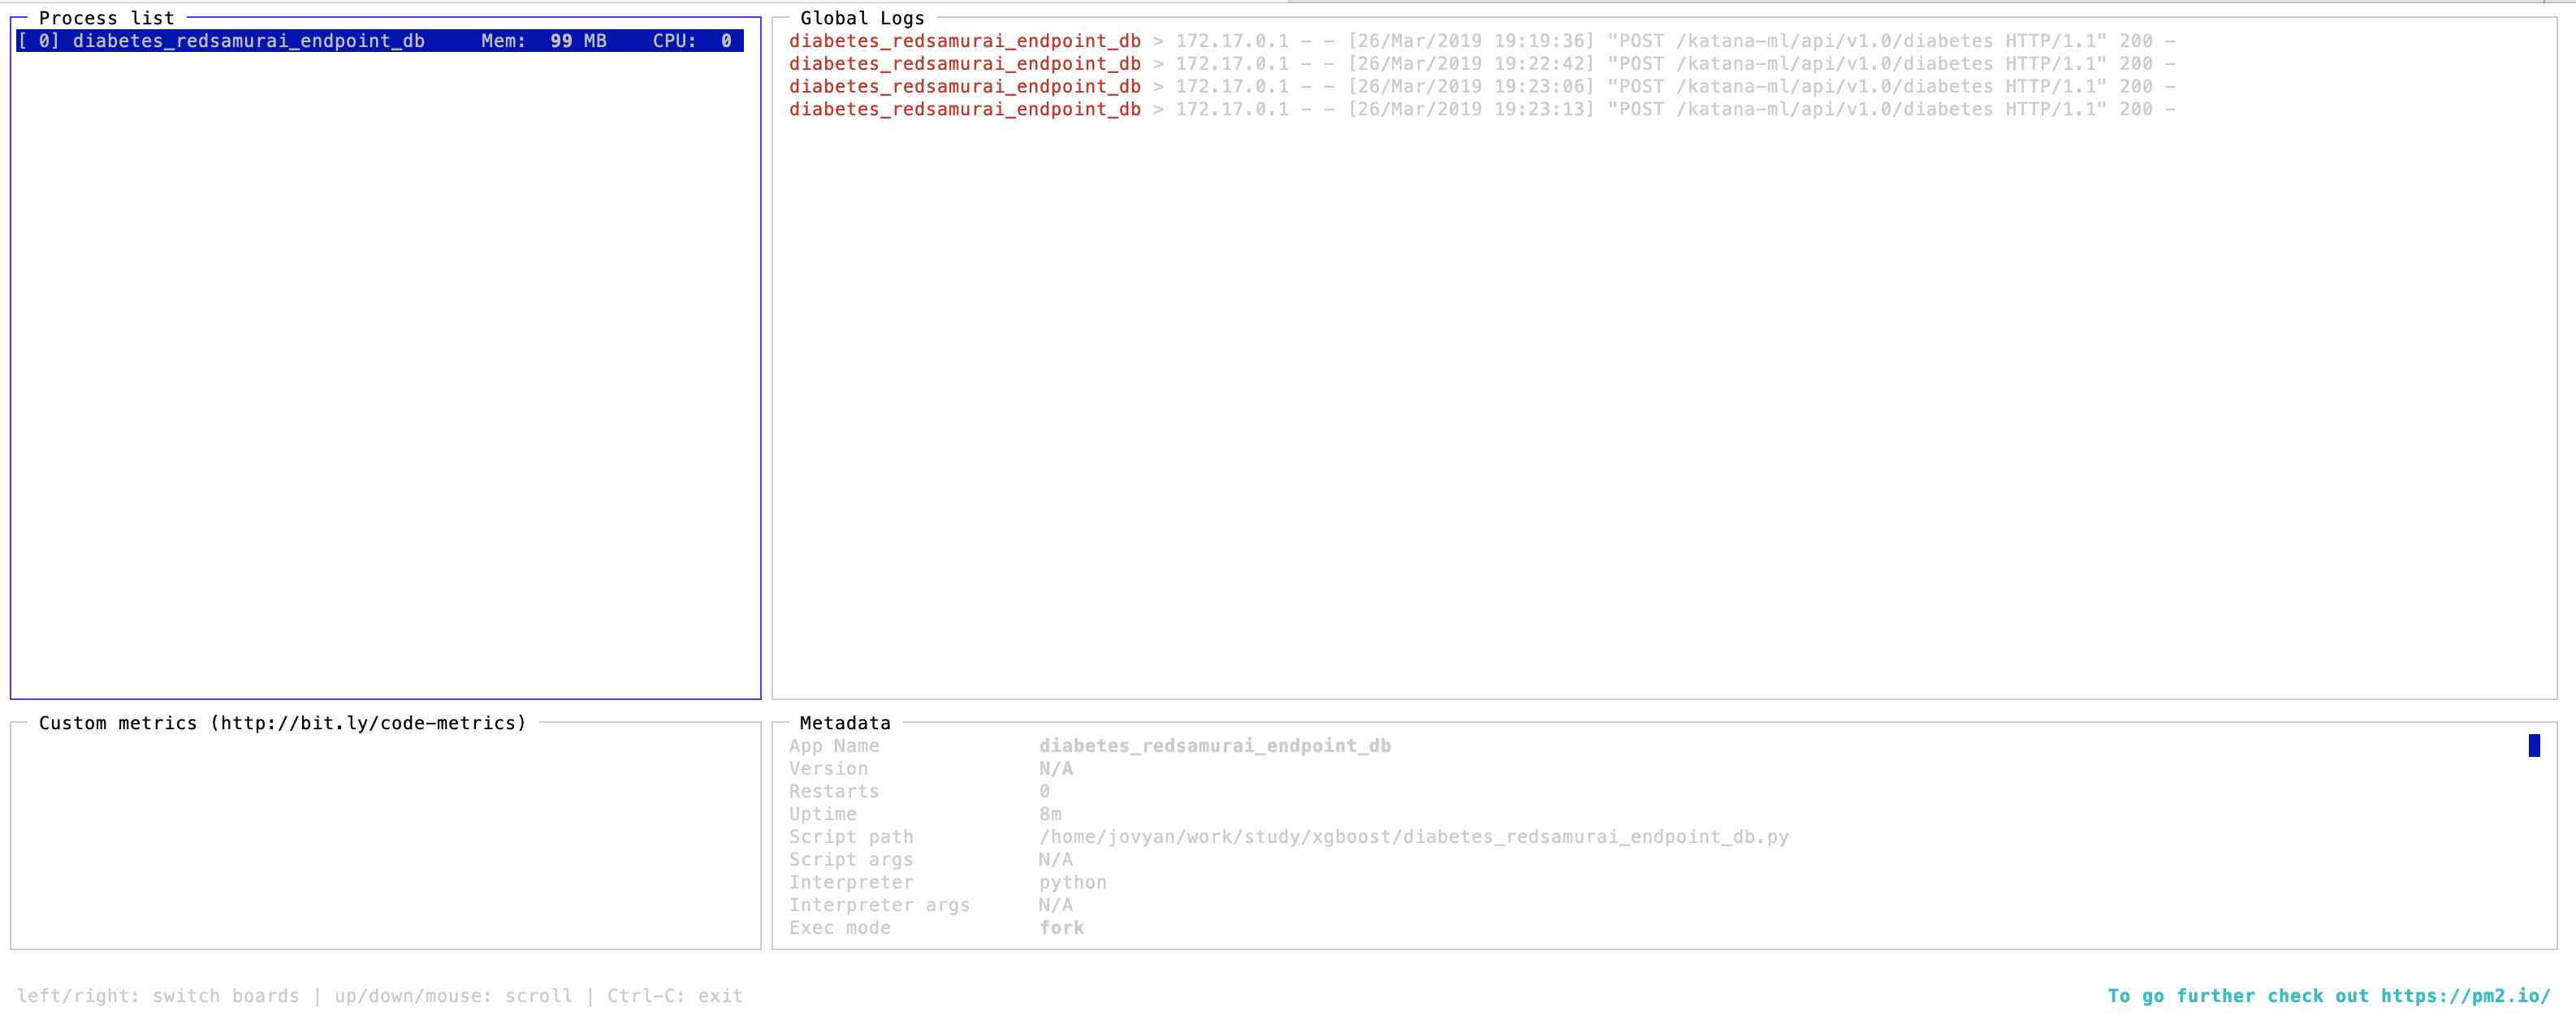 Process list
[ 0] diabetes_redsamurai_endpoint_db Mem: 99 MB CPU: 0
Global Logs
diabetes_redsamurai_endpoint_db > 172.17.0.1 - - [26/Mar/2019 19:19:36] "POST /katana-ml/api/v1.0/diabetes HTTP/1.1" 200 -
diabetes_redsamurai_endpoint_db > 172.17.0.1 - - [26/Mar/2019 19:22:42] "POST /katana-ml/api/v1.0/diabetes HTTP/1.1" 200 -
diabetes_redsamurai_endpoint_db > 172.17.0.1 - - [26/Mar/2019 19:23:06] "POST /katana-ml/api/v1.0/diabetes HTTP/1.1" 200 -
diabetes_redsamurai_endpoint_db > 172.17.0.1 - - [26/Mar/2019 19:23:13] "POST /katana-ml/api/v1.0/diabetes HTTP/1.1" 200 -
Custom metrics (http://bit.ly/code-metrics)
Metadata
App Name diabetes_redsamurai_endpoint_db
Version N/A
Restarts 0
Uptime 8m
Script path /home/jovyan/work/study/xgboost/diabetes_redsamurai_endpoint_db.py
Script args N/A
Interpreter python
Interpreter args N/A
Exec mode fork
left/right: switch boards | up/down/mouse: scroll | Ctrl-C: exit
To go further check out https://pm2.io/